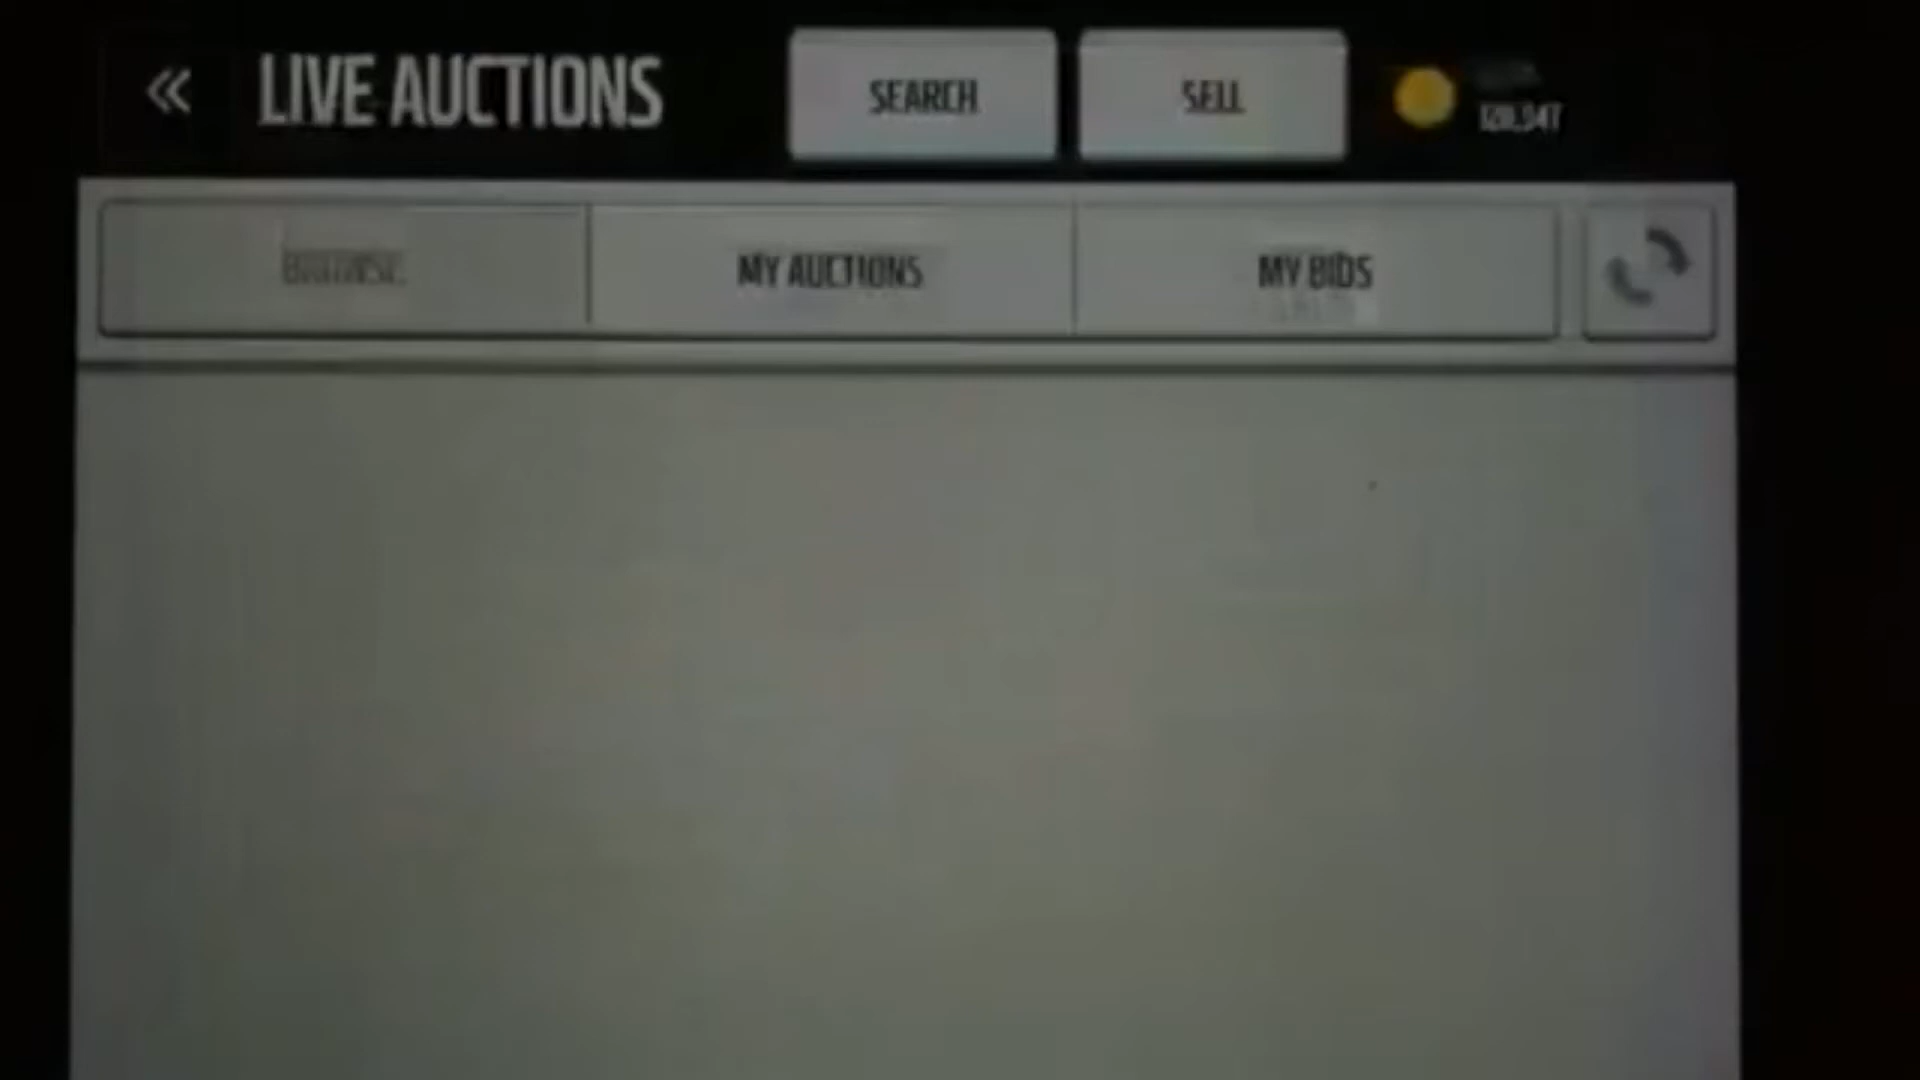 LIVE AUCTIONS
SEARCH
SELL
MY AUCTIONS
MY BIDS